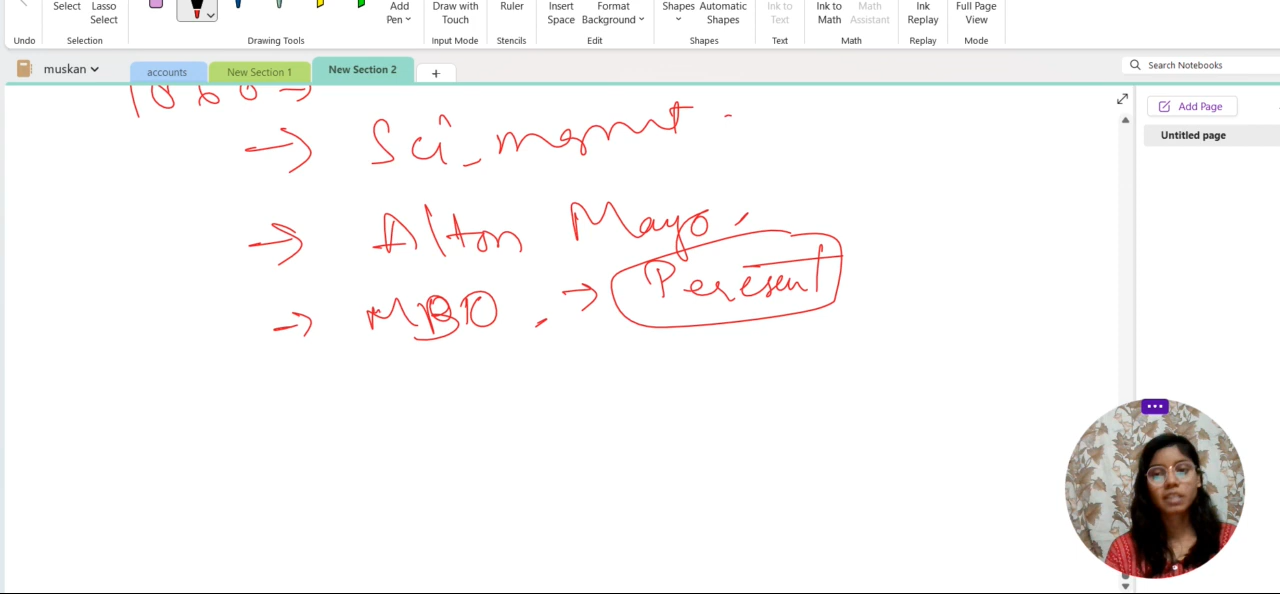 Select Lasso Select Add Pen Draw with Touch Ruler Insert Space Format Background Shapes Automatic Shapes Ink to Text Ink to Math Math Assistant Ink Replay Full Page View
Undo Selection Drawing Tools Input Mode Stencils Edit Shapes Text Math Replay Mode
muskan accounts New Section 1 New Section 2 + Search Notebooks
Add Page
Untitled page
→ Sci_mgmnt.
→ Alton Mayo.
→ MBO. → Peresent